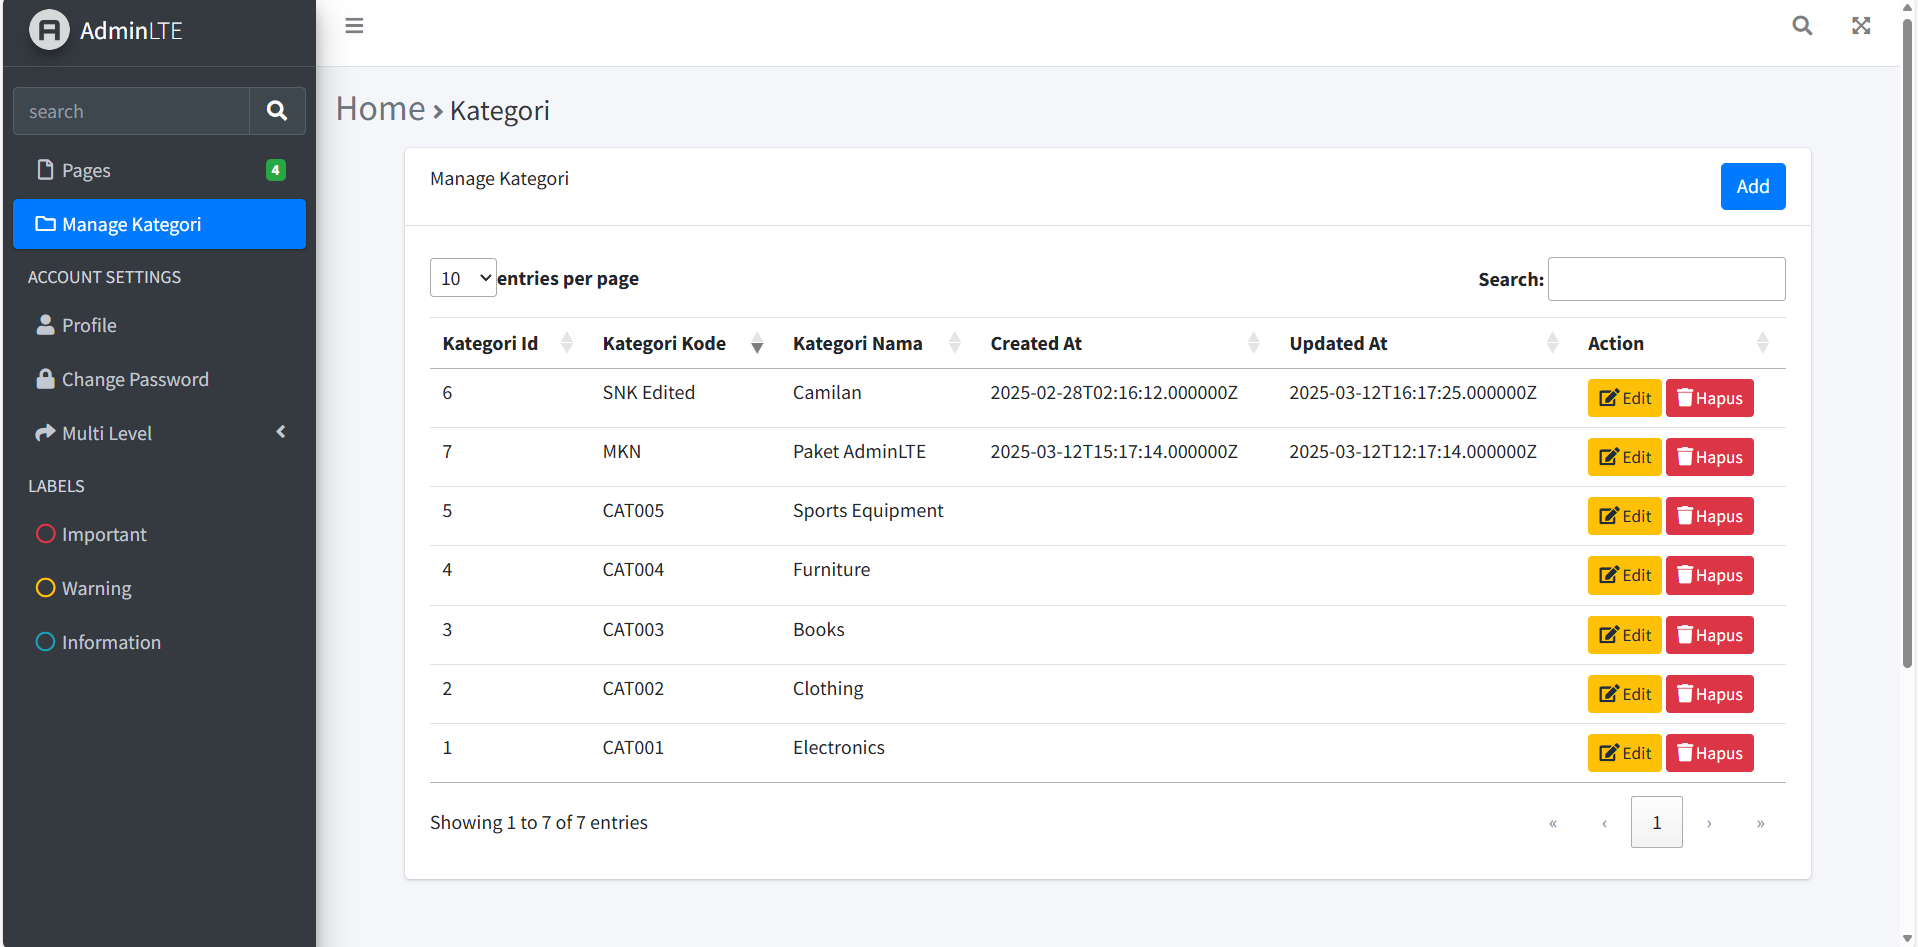 AdminLTE
search
Pages 4
Manage Kategori
ACCOUNT SETTINGS
Profile
Change Password
Multi Level
LABELS
Important
Warning
Information
Home › Kategori
Manage Kategori
Add
10 entries per page
Search:
Kategori Id Kategori Kode Kategori Nama Created At Updated At Action
6 SNK Edited Camilan 2025-02-28T02:16:12.000000Z 2025-03-12T16:17:25.000000Z Edit Hapus
7 MKN Paket AdminLTE 2025-03-12T15:17:14.000000Z 2025-03-12T12:17:14.000000Z Edit Hapus
5 CAT005 Sports Equipment Edit Hapus
4 CAT004 Furniture Edit Hapus
3 CAT003 Books Edit Hapus
2 CAT002 Clothing Edit Hapus
1 CAT001 Electronics Edit Hapus
Showing 1 to 7 of 7 entries
« ‹ 1 › »